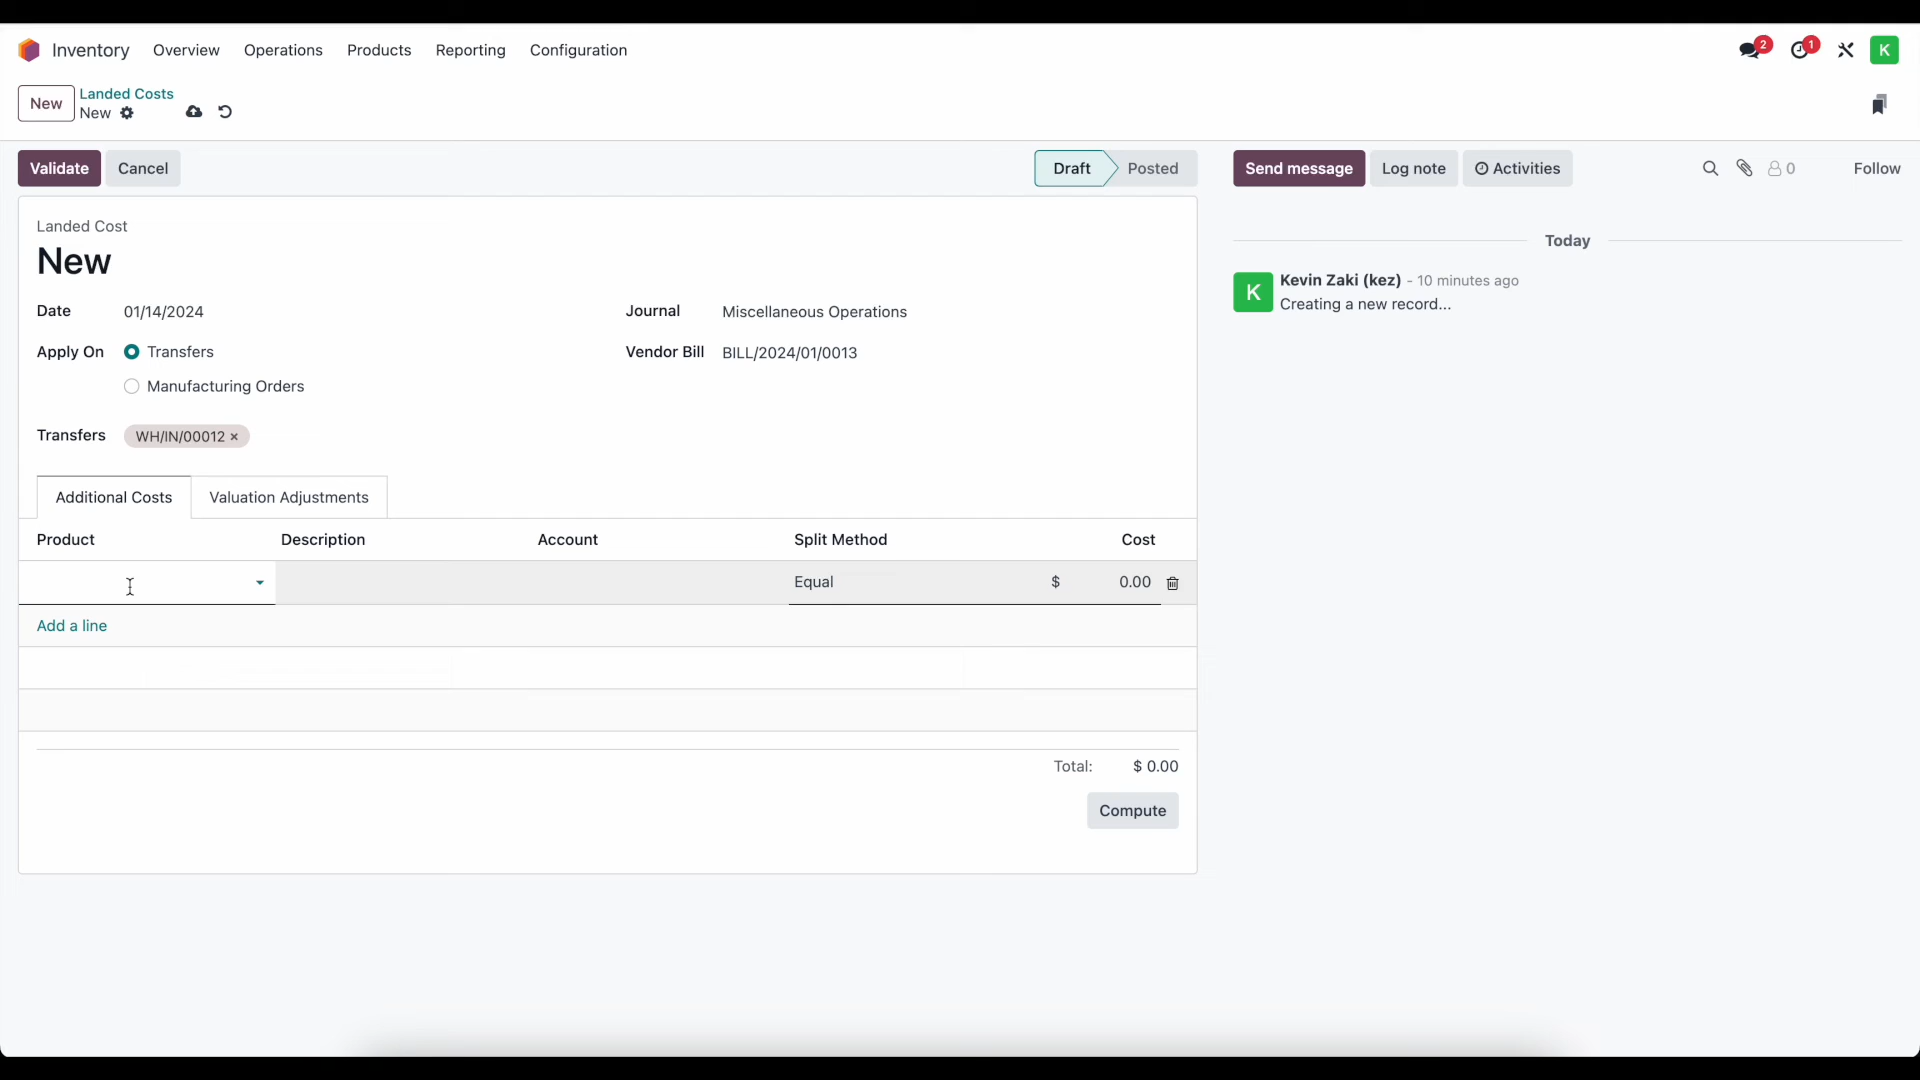 Inventory Overview Operations Products Reporting Configuration 2 1 K
New Landed Costs
New
Validate Cancel Draft Posted Send message Log note Activities 0 Follow
Landed Cost
New
Date 01/14/2024 Journal Miscellaneous Operations
Apply On Transfers Vendor Bill BILL/2024/01/0013
Manufacturing Orders
Transfers WH/IN/00012 ×
Additional Costs Valuation Adjustments
Product Description Account Split Method Cost
Equal $ 0.00
Add a line
Total: $ 0.00
Compute
Today
K Kevin Zaki (kez) - 10 minutes ago
Creating a new record...